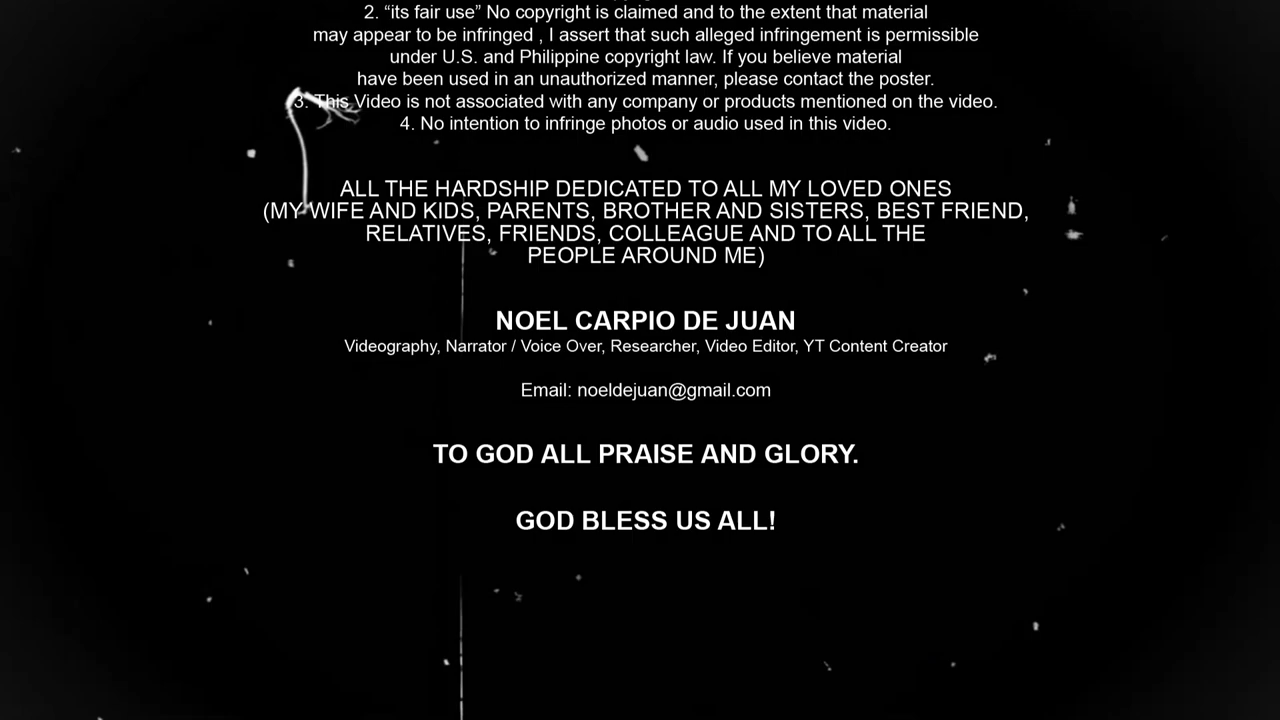 2. “its fair use” No copyright is claimed and to the extent that material
may appear to be infringed , I assert that such alleged infringement is permissible
under U.S. and Philippine copyright law. If you believe material
have been used in an unauthorized manner, please contact the poster.
3. This Video is not associated with any company or products mentioned on the video.
4. No intention to infringe photos or audio used in this video.
ALL THE HARDSHIP DEDICATED TO ALL MY LOVED ONES
(MY WIFE AND KIDS, PARENTS, BROTHER AND SISTERS, BEST FRIEND,
RELATIVES, FRIENDS, COLLEAGUE AND TO ALL THE
PEOPLE AROUND ME)
NOEL CARPIO DE JUAN
Videography, Narrator / Voice Over, Researcher, Video Editor, YT Content Creator
Email: noeldejuan@gmail.com
TO GOD ALL PRAISE AND GLORY.
GOD BLESS US ALL!